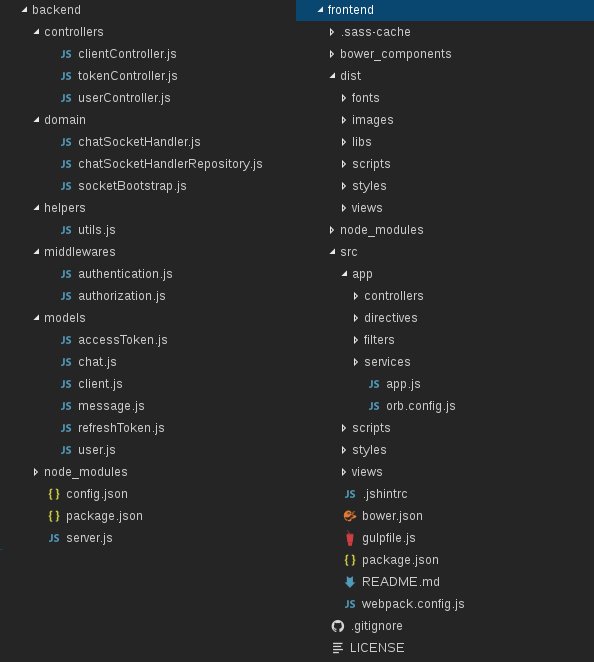 backend
controllers
JS clientController.js
JS tokenController.js
JS userController.js
domain
JS chatSocketHandler.js
JS chatSocketHandlerRepository.js
JS socketBootstrap.js
helpers
JS utils.js
middlewares
JS authentication.js
JS authorization.js
models
JS accessToken.js
JS chat.js
JS client.js
JS message.js
JS refreshToken.js
JS user.js
node_modules
{ } config.json
{ } package.json
JS server.js
frontend
.sass-cache
bower_components
dist
fonts
images
libs
scripts
styles
views
node_modules
src
app
controllers
directives
filters
services
JS app.js
JS orb.config.js
scripts
styles
views
JS .jshintrc
bower.json
gulpfile.js
{ } package.json
README.md
JS webpack.config.js
.gitignore
LICENSE